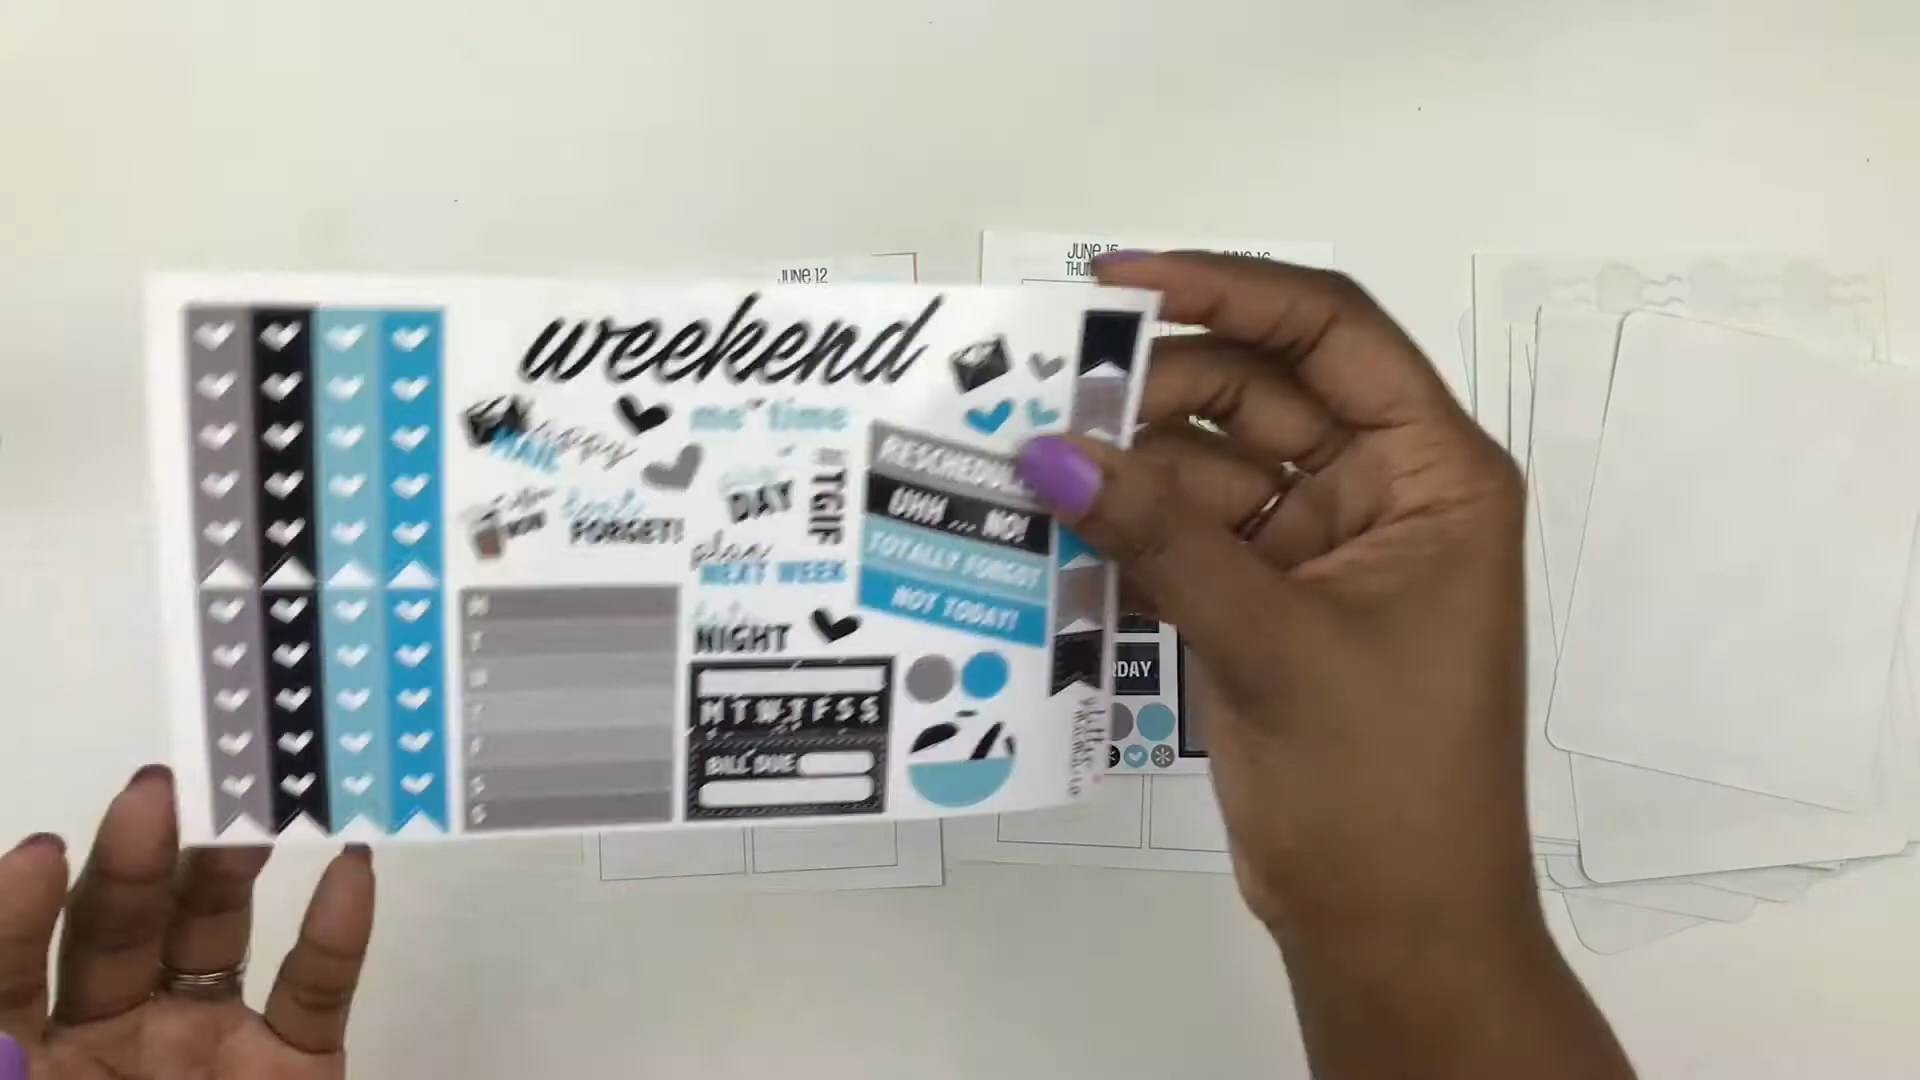 JUNE 12
JUNE 15
weekend
me time
happy
MAIL
DAY
TGIF
FORGET!
plan
NEXT WEEK
NIGHT
RESCHEDULE
UHH ... NO!
TOTALLY FORGOT
NOT TODAY!
M
T
W
T
F
S
S
M T W T F S S
BILL DUE
RDAY